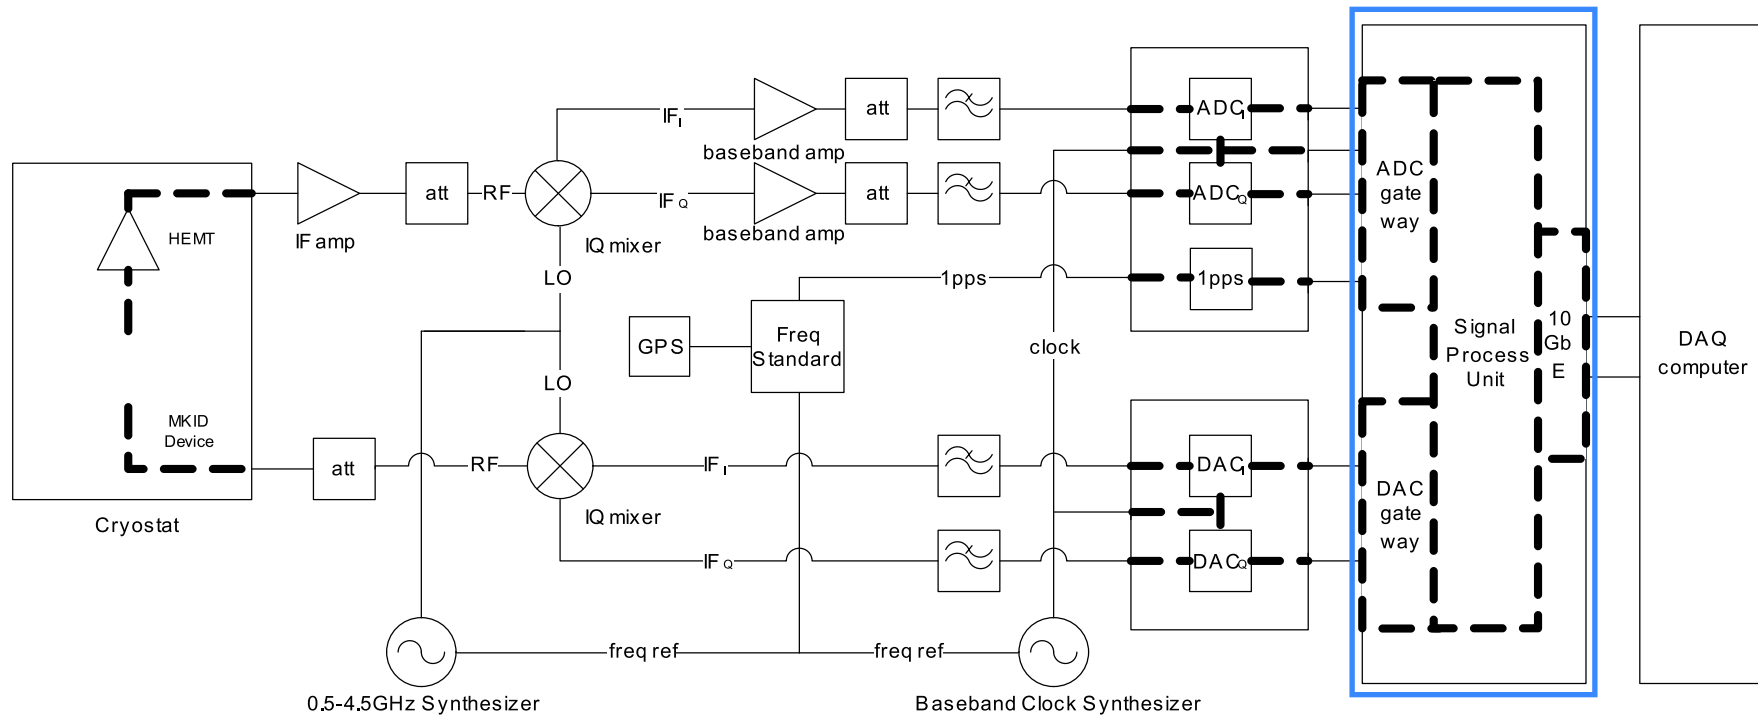 IF I
att
ADC I
baseband amp
ADC
gate
way
HEMT
att
RF
IF Q
att
ADC Q
IF amp
IQ mixer
baseband amp
LO
1pps
1pps
GPS
Freq
Standard
clock
Signal
Process
Unit
10
Gb
E
DAQ
computer
LO
MKID
Device
att
RF
IF I
DAC I
Cryostat
IQ mixer
DAC
gate
way
IF Q
DAC Q
freq ref
freq ref
0.5-4.5GHz Synthesizer
Baseband Clock Synthesizer